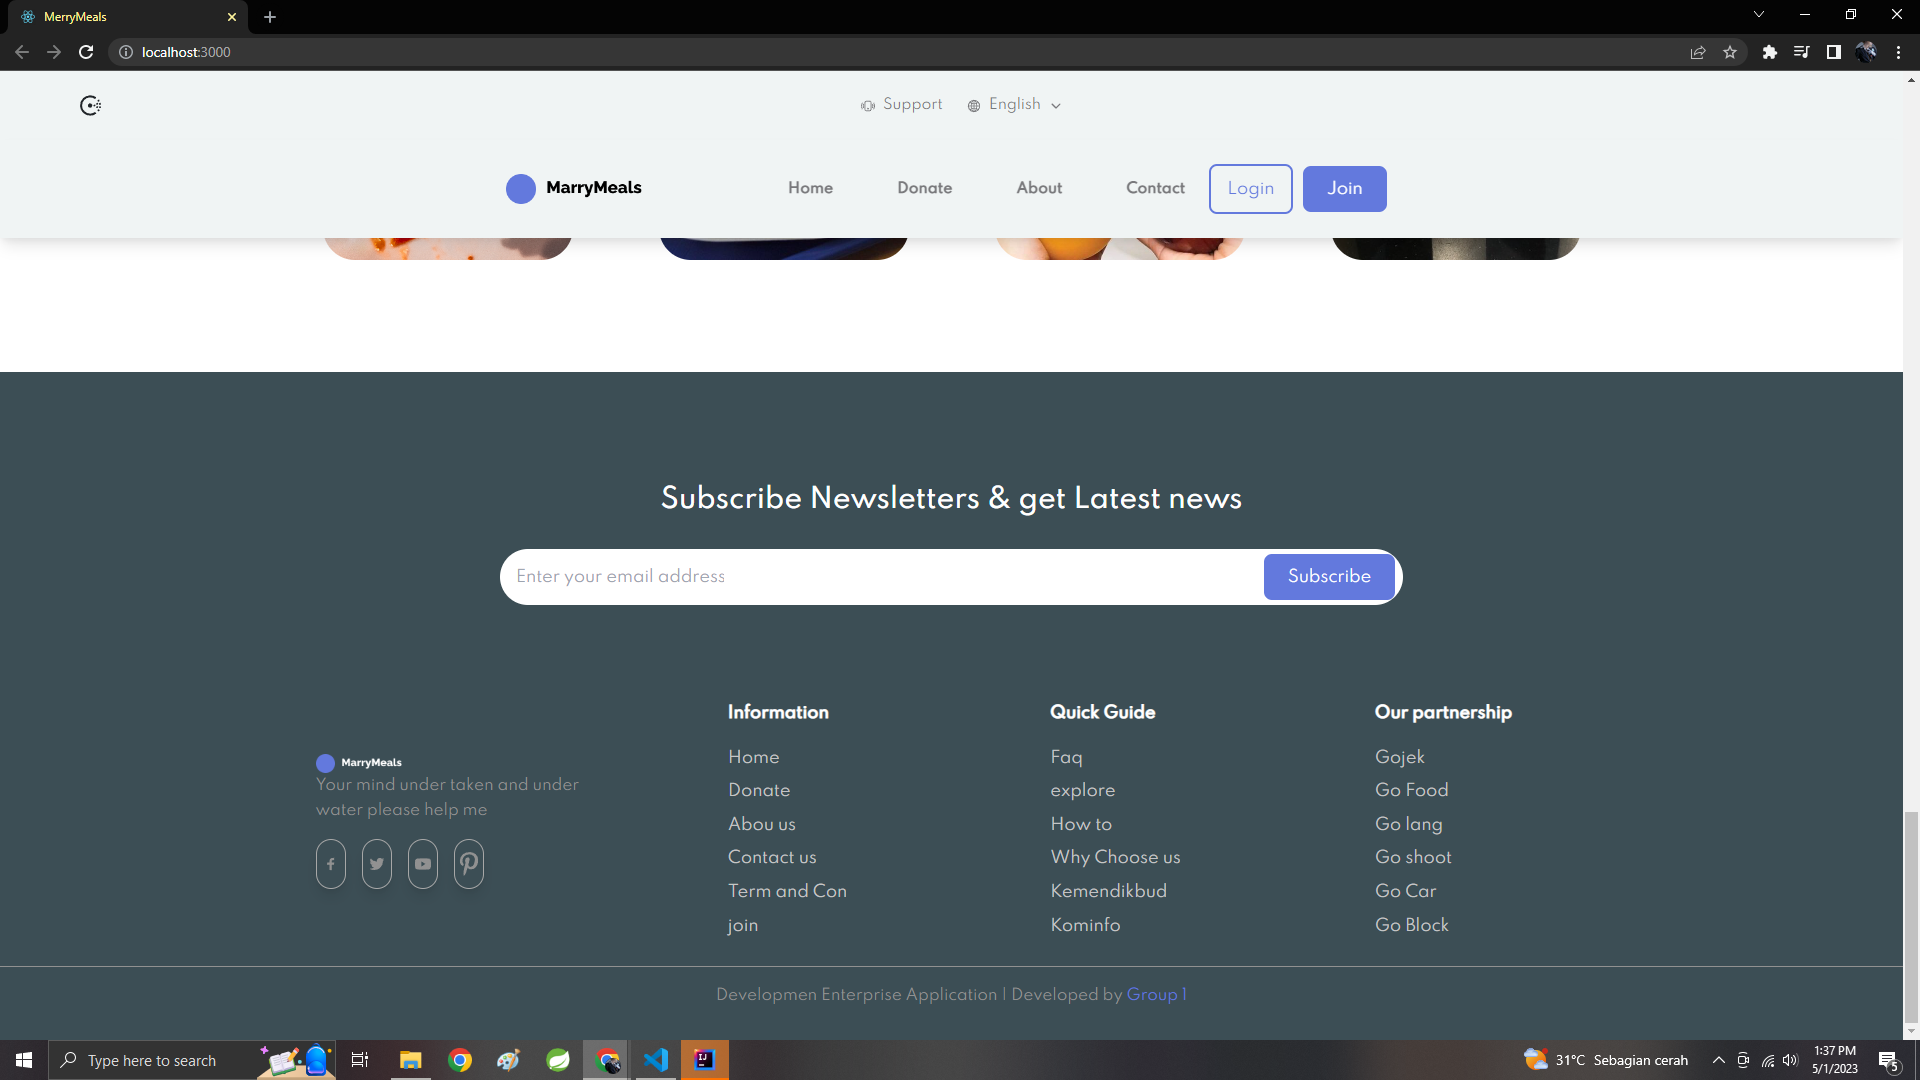 MerryMeals
localhost:3000
Support
English
MarryMeals
Home
Donate
About
Contact
Login
Join
Subscribe Newsletters & get Latest news
Enter your email address
Subscribe
MarryMeals
Your mind under taken and under
water please help me
Information
Home
Donate
Abou us
Contact us
Term and Con
join
Quick Guide
Faq
explore
How to
Why Choose us
Kemendikbud
Kominfo
Our partnership
Gojek
Go Food
Go lang
Go shoot
Go Car
Go Block
Developmen Enterprise Application | Developed by Group 1
Type here to search
IJ
31°C Sebagian cerah
1:37 PM
5/1/2023
5